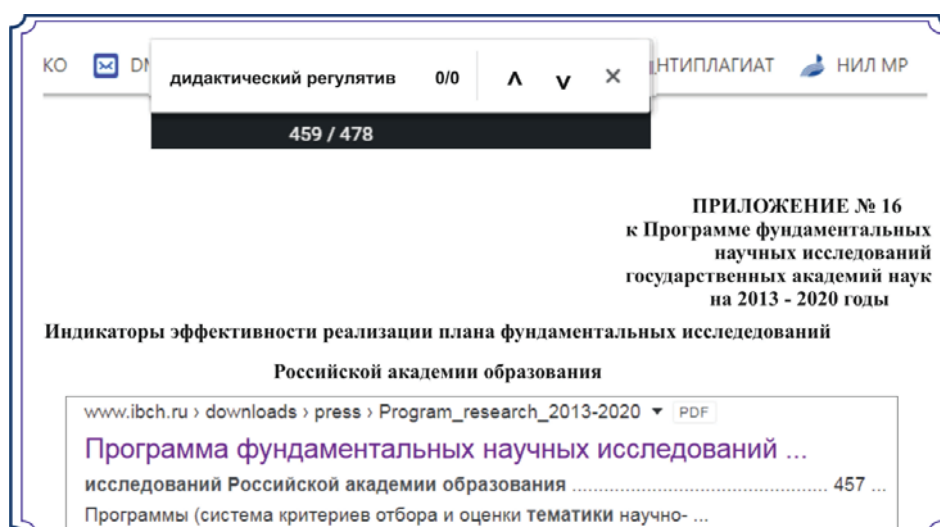 КО DM НТИПЛАГИАТ НИЛ МР
дидактический регулятив 0/0
459 / 478
ПРИЛОЖЕНИЕ № 16
к Программе фундаментальных
научных исследований
государственных академий наук
на 2013 - 2020 годы
Индикаторы эффективности реализации плана фундаментальных исследедований
Российской академии образования
www.ibch.ru › downloads › press › Program_research_2013-2020 ▼ PDF
Программа фундаментальных научных исследований ...
исследований Российской академии образования ........................................ 457 ...
Программы (система критериев отбора и оценки тематики научно- ...